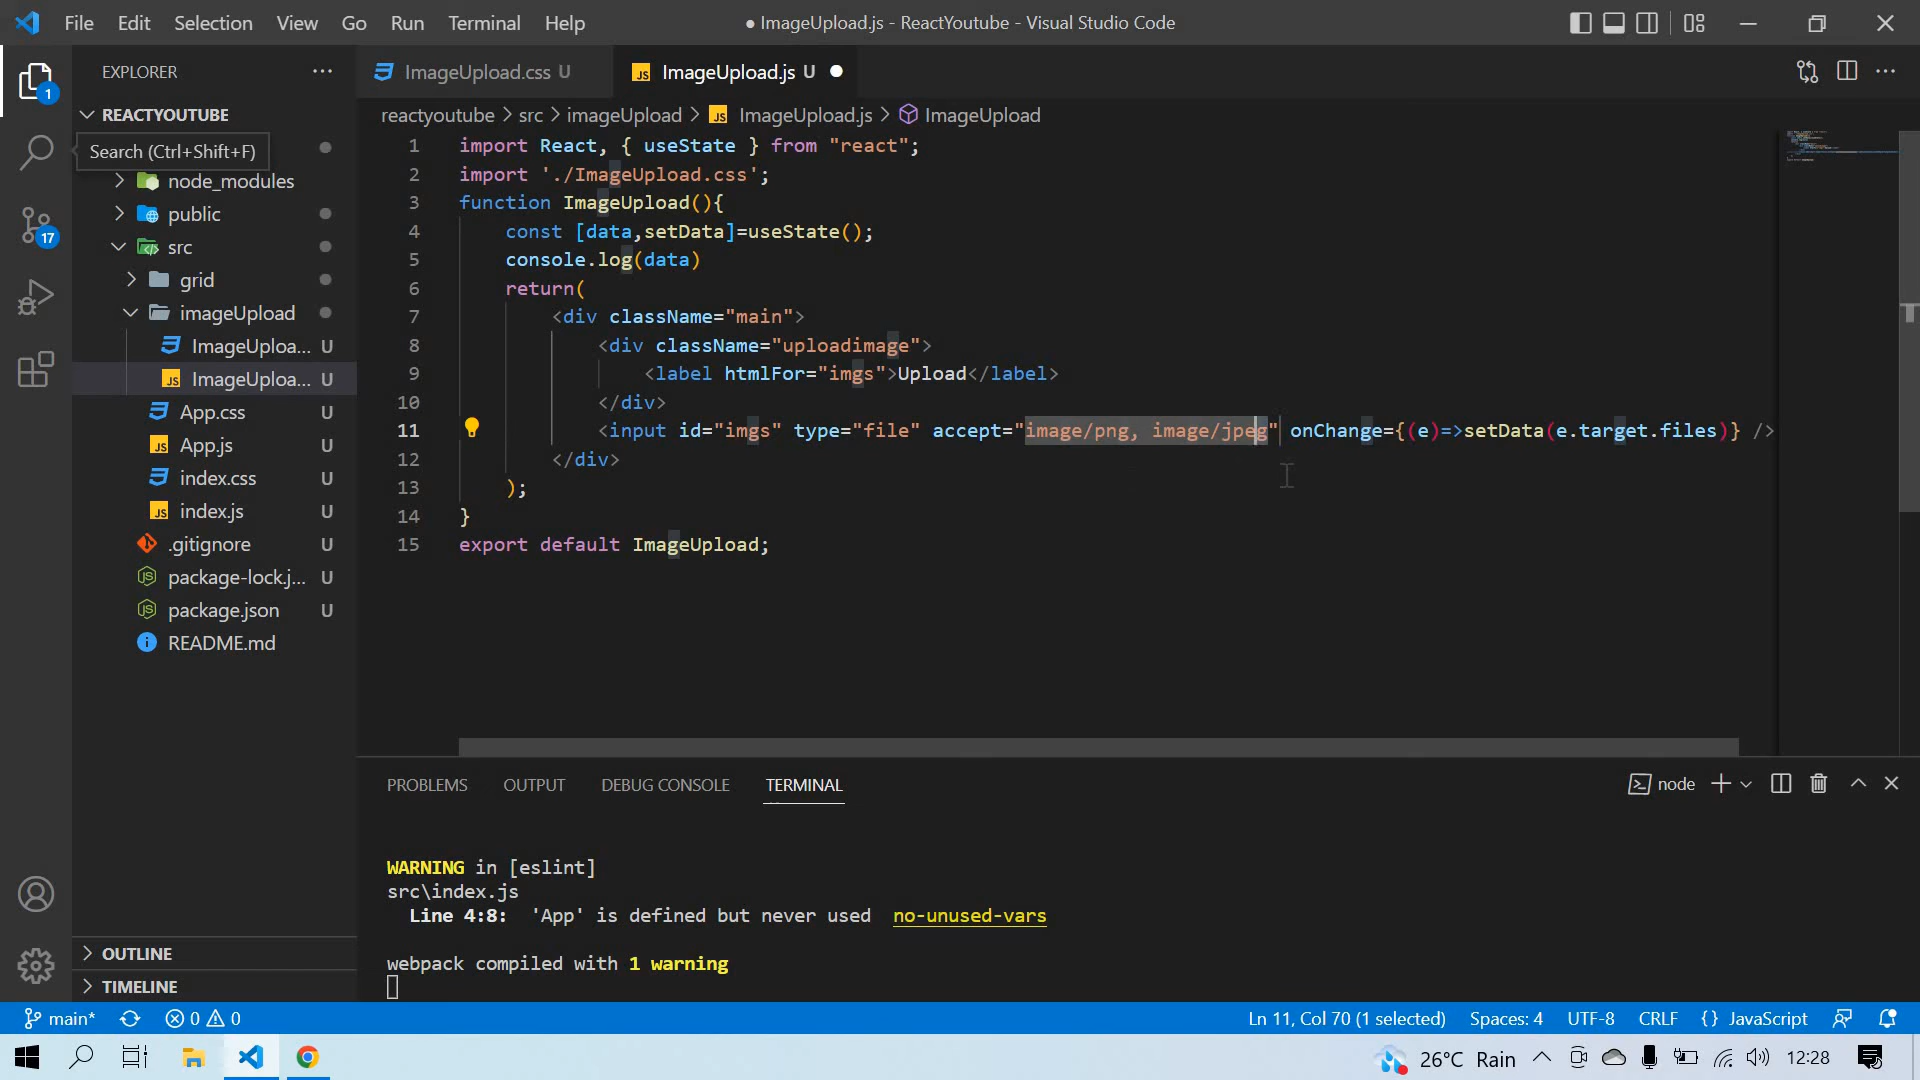 File Edit Selection View Go Run Terminal Help
● ImageUpload.js - ReactYoutube - Visual Studio Code
EXPLORER
ImageUpload.css U
JS ImageUpload.js U
1
REACTYOUTUBE
reactyoutube > src > imageUpload > JS ImageUpload.js > ImageUpload
Search (Ctrl+Shift+F)
node_modules
public
17
src
grid
imageUpload
ImageUploa... U
JS ImageUploa... U
App.css U
JS App.js U
index.css U
JS index.js U
.gitignore U
package-lock.j... U
package.json U
README.md
OUTLINE
TIMELINE
1 import React, { useState } from "react";
2 import './ImageUpload.css';
3 function ImageUpload(){
4 const [data,setData]=useState();
5 console.log(data)
6 return(
7 <div className="main">
8 <div className="uploadimage">
9 <label htmlFor="imgs">Upload</label>
10 </div>
11 <input id="imgs" type="file" accept="image/png, image/jpeg" onChange={(e)=>setData(e.target.files)} />
12 </div>
13 );
14 }
15 export default ImageUpload;
PROBLEMS OUTPUT DEBUG CONSOLE TERMINAL
node
WARNING in [eslint]
src\index.js
Line 4:8: 'App' is defined but never used no-unused-vars
webpack compiled with 1 warning
main* 0 0
Ln 11, Col 70 (1 selected) Spaces: 4 UTF-8 CRLF {} JavaScript
26°C Rain 12:28